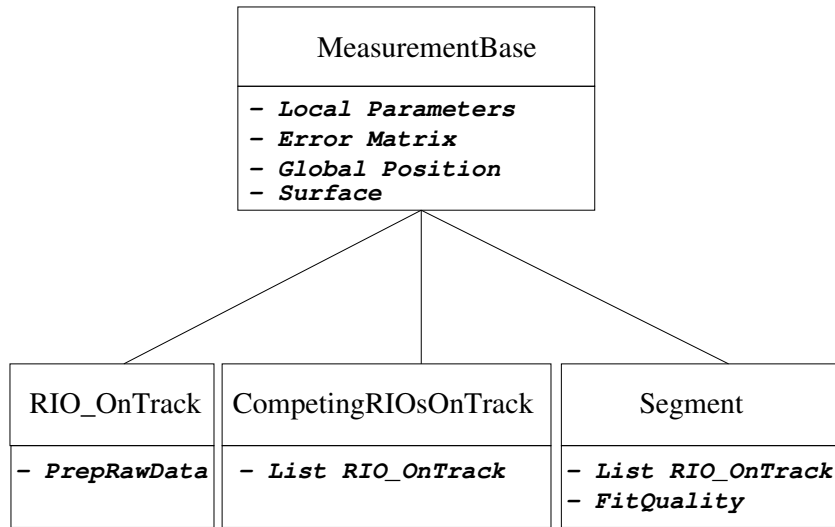 MeasurementBase
– Local Parameters
– Error Matrix
– Global Position
– Surface
RIO_OnTrack
– PrepRawData
CompetingRIOsOnTrack
– List RIO_OnTrack
Segment
– List RIO_OnTrack
– FitQuality